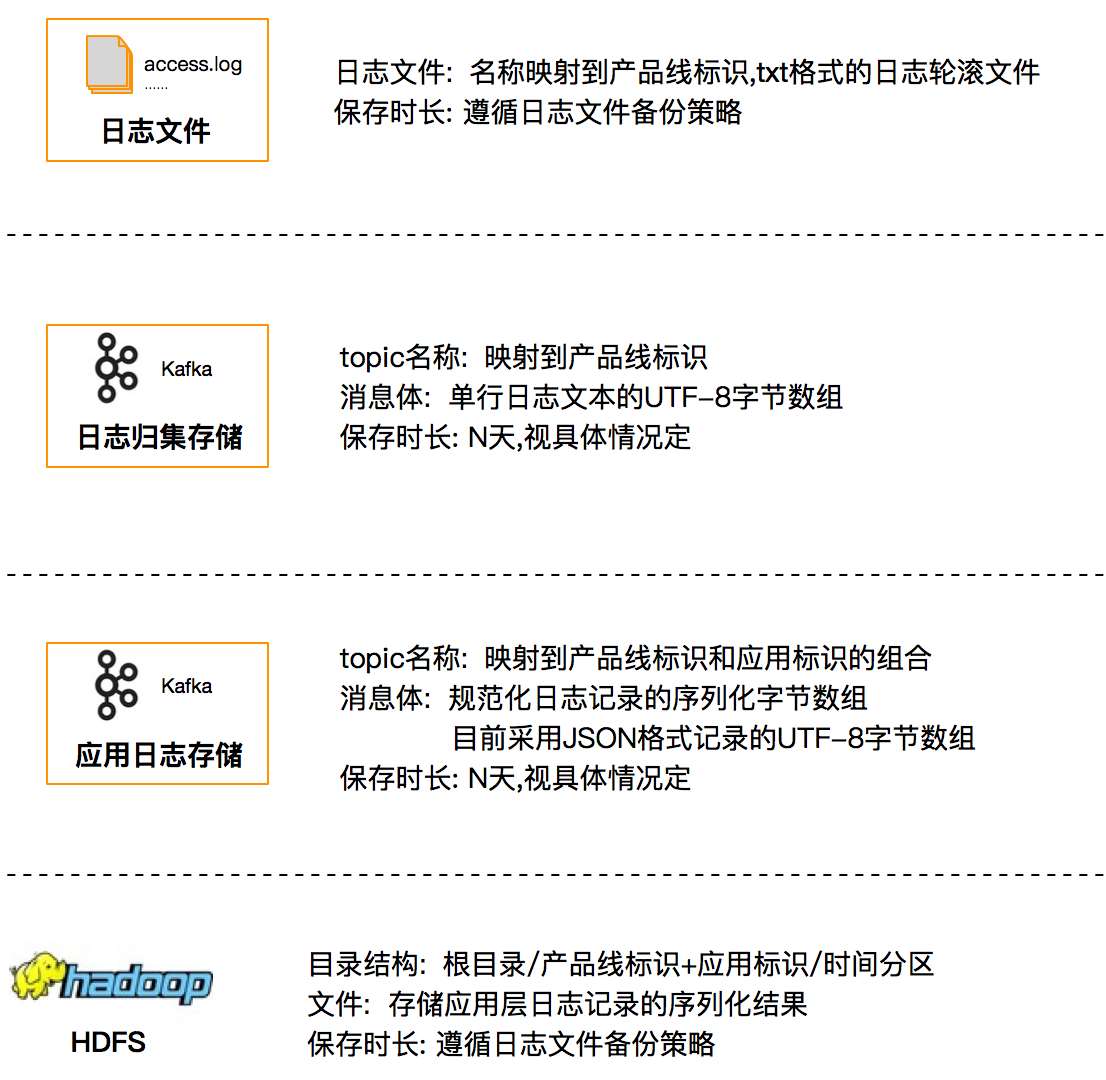 access.log
......
日志文件
日志文件: 名称映射到产品线标识,txt格式的日志轮滚文件
保存时长: 遵循日志文件备份策略
Kafka
日志归集存储
topic名称: 映射到产品线标识
消息体: 单行日志文本的UTF-8字节数组
保存时长: N天,视具体情况定
Kafka
应用日志存储
topic名称: 映射到产品线标识和应用标识的组合
消息体: 规范化日志记录的序列化字节数组
目前采用JSON格式记录的UTF-8字节数组
保存时长: N天,视具体情况定
hadoop
HDFS
目录结构: 根目录/产品线标识+应用标识/时间分区
文件: 存储应用层日志记录的序列化结果
保存时长: 遵循日志文件备份策略